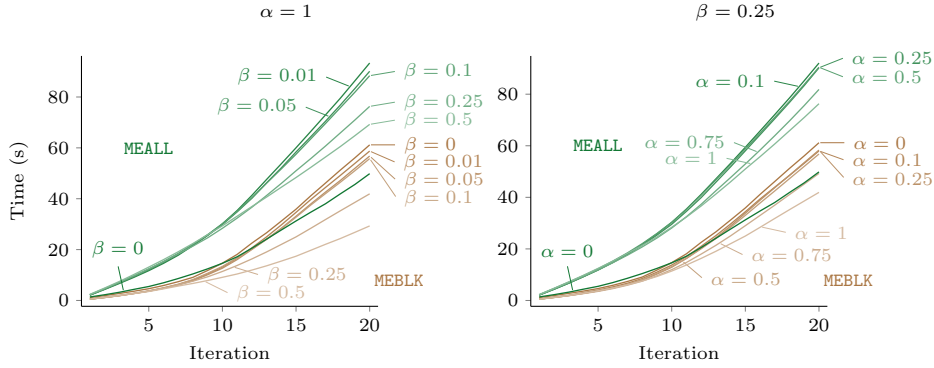 α = 1
β = 0.25
Time (s)
80
60
40
20
0
5
10
15
20
Iteration
MEALL
MEBLK
β = 0.01
β = 0.05
β = 0.1
β = 0.25
β = 0.5
β = 0
β = 0.01
β = 0.05
β = 0.1
β = 0
β = 0.25
β = 0.5
80
60
40
20
0
5
10
15
20
Iteration
MEALL
MEBLK
α = 0.1
α = 0.25
α = 0.5
α = 0.75
α = 1
α = 0
α = 0.1
α = 0.25
α = 0
α = 1
α = 0.75
α = 0.5